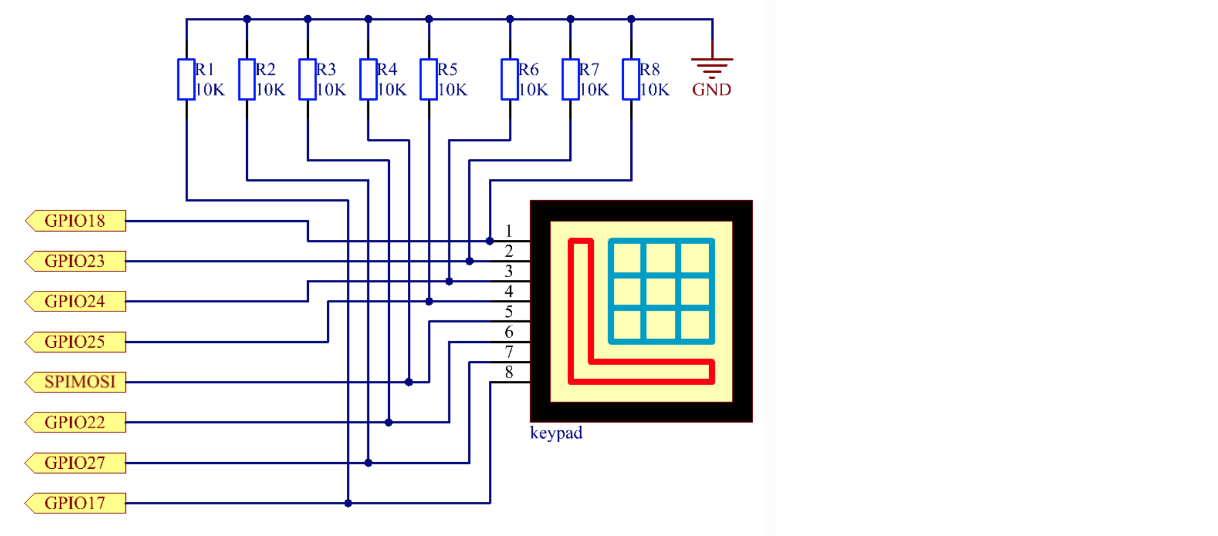 R1 R2 R3 R4 R5 R6 R7 R8
10K 10K 10K 10K 10K 10K 10K 10K GND
GPIO18
1
GPIO23
2
3
GPIO24
4
5
GPIO25
6
7
SPIMOSI
8
GPIO22
keypad
GPIO27
GPIO17